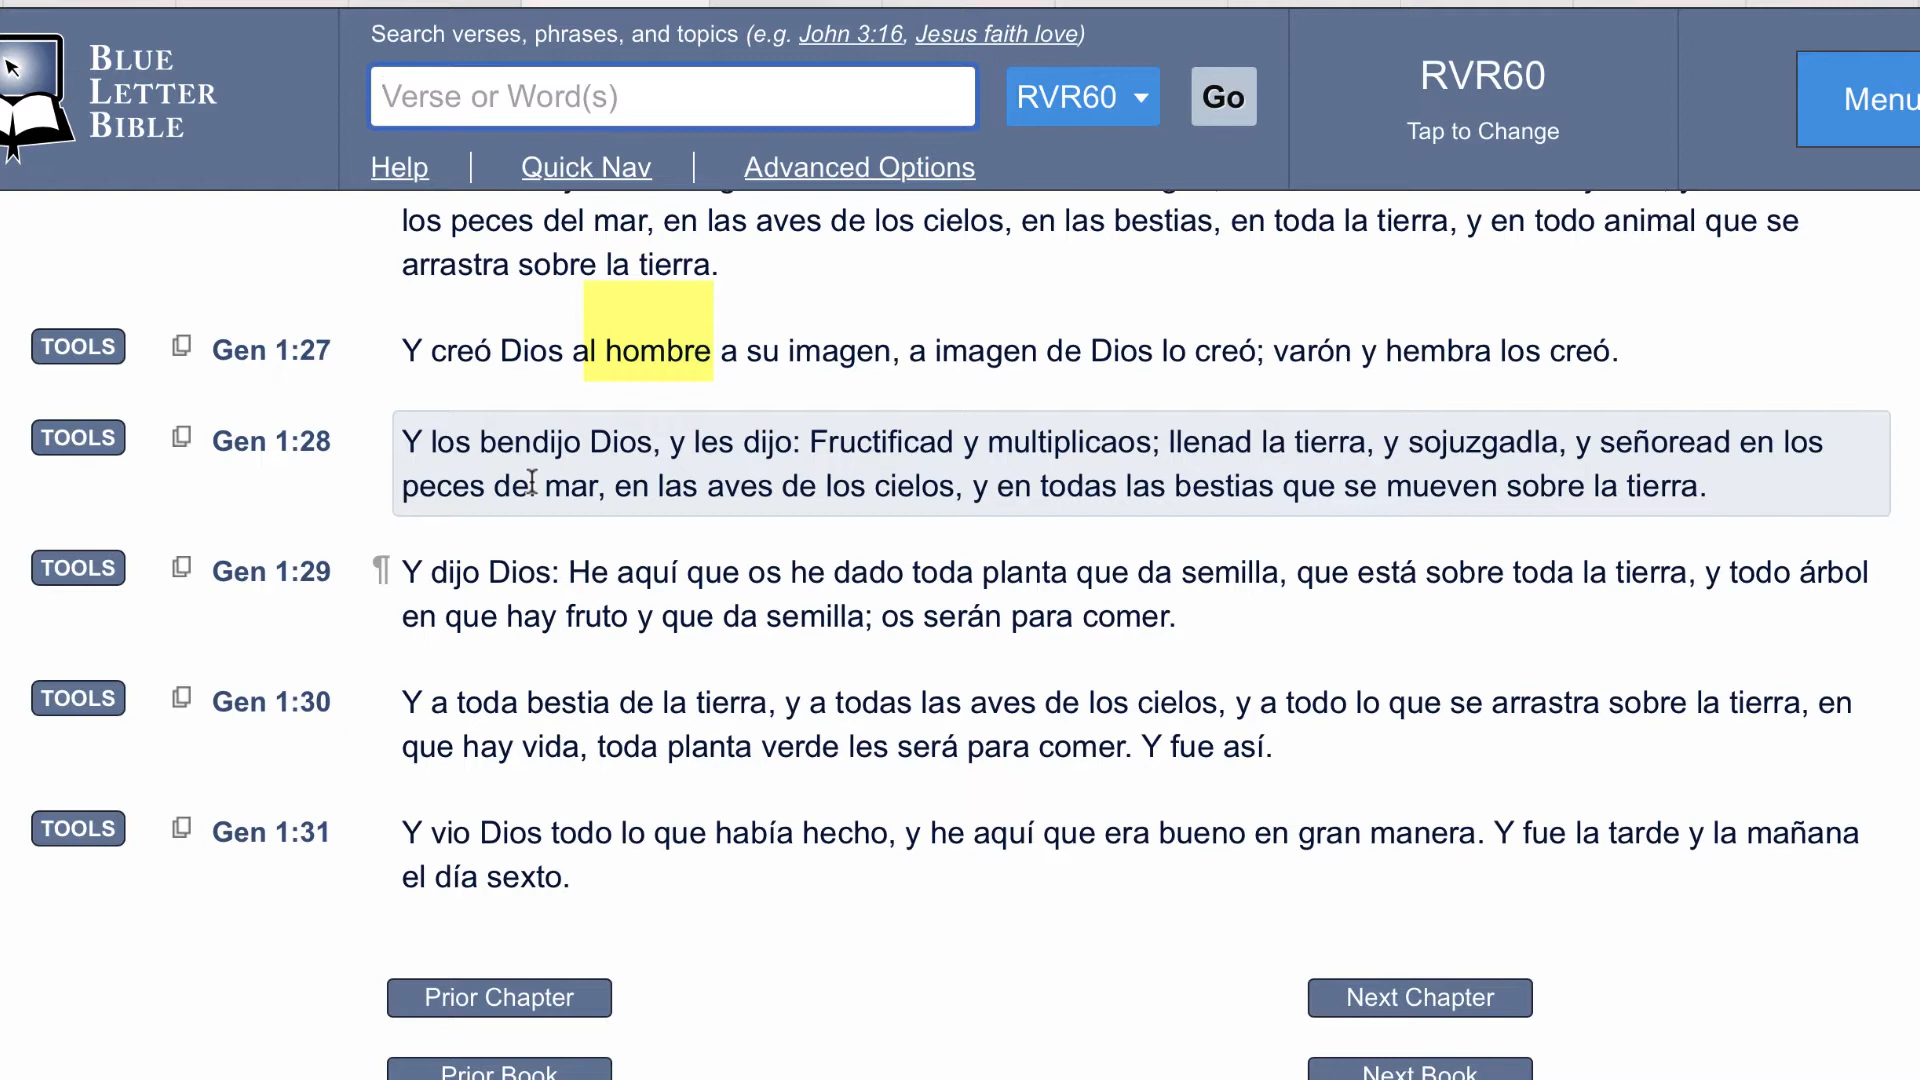 BLUE
LETTER
BIBLE
Search verses, phrases, and topics (e.g. John 3:16, Jesus faith love)
Verse or Word(s)
RVR60
Go
Help
Quick Nav
Advanced Options
RVR60
Tap to Change
Menu
los peces del mar, en las aves de los cielos, en las bestias, en toda la tierra, y en todo animal que se
arrastra sobre la tierra.
TOOLS Gen 1:27 Y creó Dios al hombre a su imagen, a imagen de Dios lo creó; varón y hembra los creó.
TOOLS Gen 1:28 Y los bendijo Dios, y les dijo: Fructificad y multiplicaos; llenad la tierra, y sojuzgadla, y señoread en los
peces del mar, en las aves de los cielos, y en todas las bestias que se mueven sobre la tierra.
TOOLS Gen 1:29 ¶ Y dijo Dios: He aquí que os he dado toda planta que da semilla, que está sobre toda la tierra, y todo árbol
en que hay fruto y que da semilla; os serán para comer.
TOOLS Gen 1:30 Y a toda bestia de la tierra, y a todas las aves de los cielos, y a todo lo que se arrastra sobre la tierra, en
que hay vida, toda planta verde les será para comer. Y fue así.
TOOLS Gen 1:31 Y vio Dios todo lo que había hecho, y he aquí que era bueno en gran manera. Y fue la tarde y la mañana
el día sexto.
Prior Chapter
Next Chapter
Prior Book
Next Book